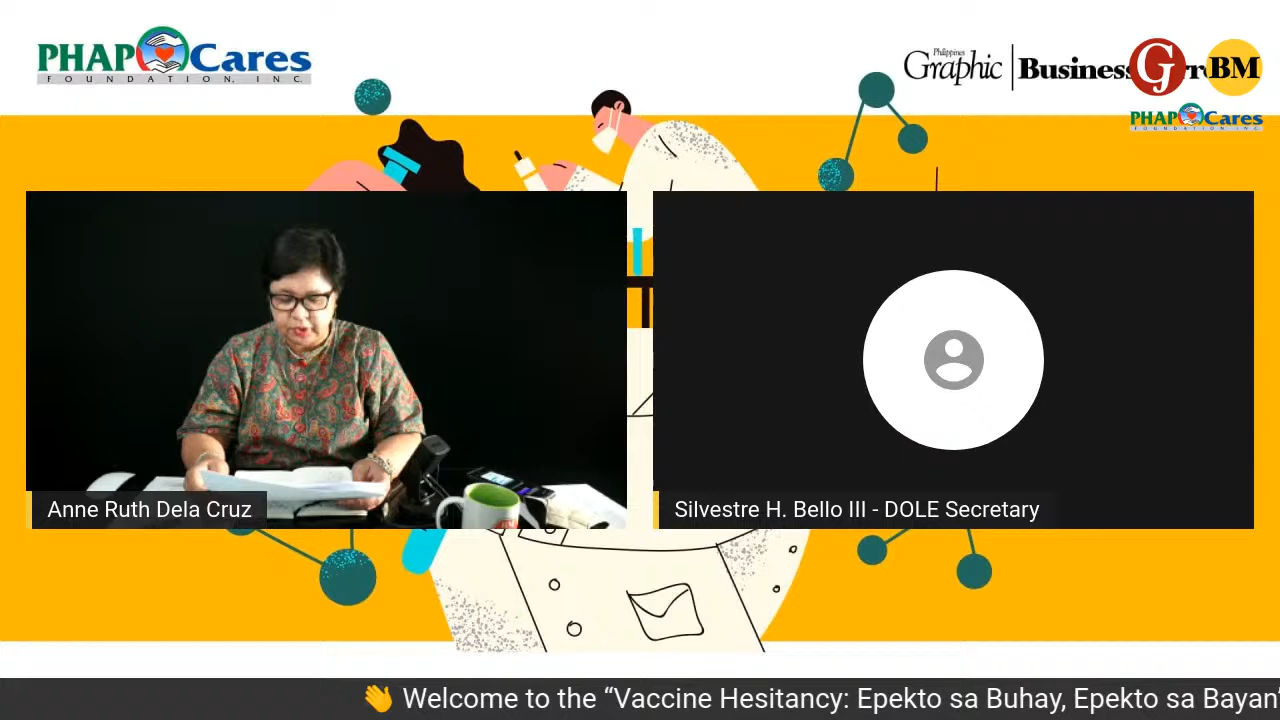 PHAP Cares
FOUNDATION, INC.
Philippines
Graphic
Business
G
BM
PHAP Cares
FOUNDATION INC.
Anne Ruth Dela Cruz
Silvestre H. Bello III - DOLE Secretary
👋 Welcome to the “Vaccine Hesitancy: Epekto sa Buhay, Epekto sa Bayan”